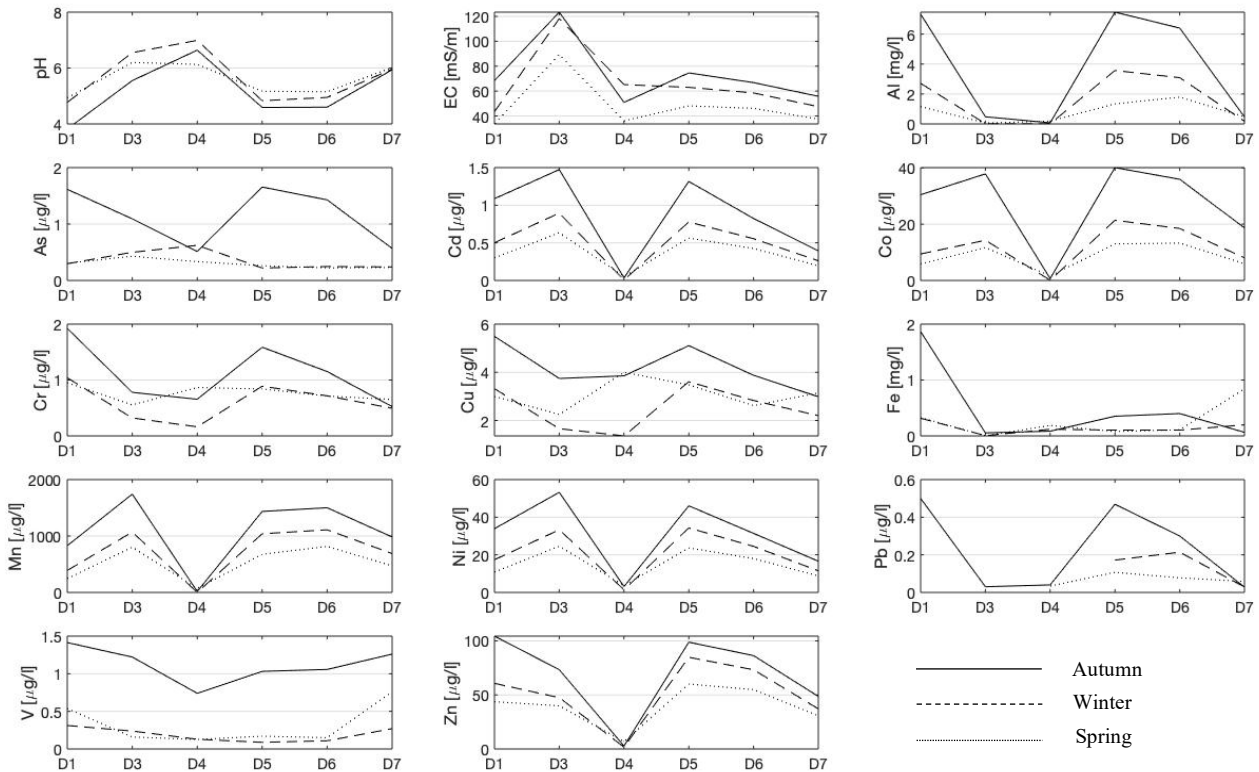 8
6
4
pH
D1 D3 D4 D5 D6 D7
120
100
80
60
40
EC [mS/m]
D1 D3 D4 D5 D6 D7
6
4
2
0
Al [mg/l]
D1 D3 D4 D5 D6 D7
2
1
0
As [µg/l]
D1 D3 D4 D5 D6 D7
1.5
1
0.5
0
Cd [µg/l]
D1 D3 D4 D5 D6 D7
40
20
0
Co [µg/l]
D1 D3 D4 D5 D6 D7
2
1
0
Cr [µg/l]
D1 D3 D4 D5 D6 D7
6
4
2
Cu [µg/l]
D1 D3 D4 D5 D6 D7
2
1
0
Fe [mg/l]
D1 D3 D4 D5 D6 D7
2000
1000
0
Mn [µg/l]
D1 D3 D4 D5 D6 D7
60
40
20
0
Ni [µg/l]
D1 D3 D4 D5 D6 D7
0.6
0.4
0.2
0
Pb [µg/l]
D1 D3 D4 D5 D6 D7
1.5
1
0.5
0
V [µg/l]
D1 D3 D4 D5 D6 D7
100
50
0
Zn [µg/l]
D1 D3 D4 D5 D6 D7
Autumn
Winter
Spring